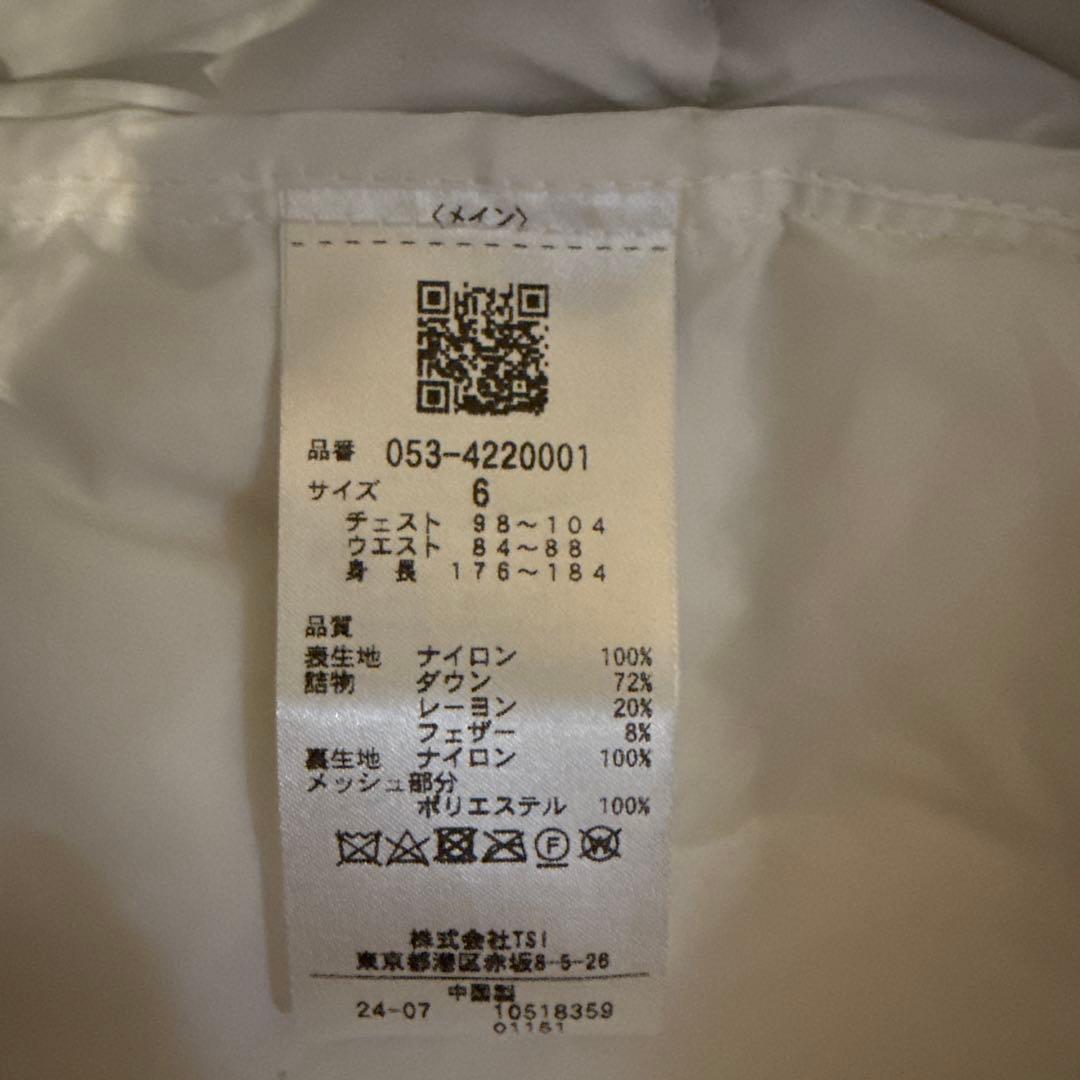 〈メイン〉
品番 053-4220001
サイズ 6
チェスト 98～104
ウエスト 84～88
身長 176～184
品質
表生地 ナイロン 100%
詰物 ダウン 72%
レーヨン 20%
フェザー 8%
裏生地 ナイロン 100%
メッシュ部分
ポリエステル 100%
F W
株式会社TSI
東京都港区赤坂8-5-26
中国製
24-07 10518359
01151